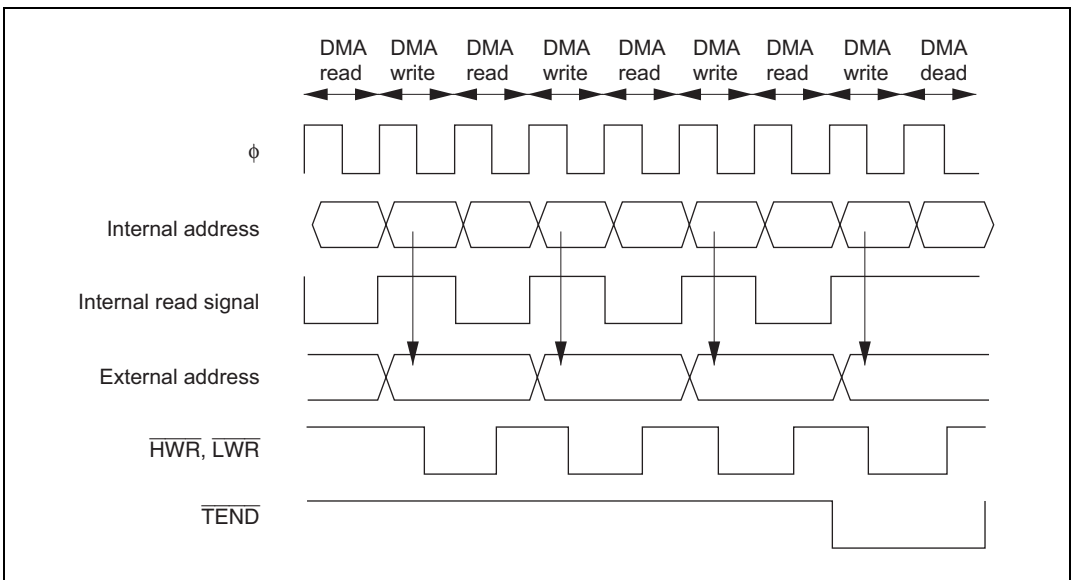 DMA DMA DMA DMA DMA DMA DMA DMA DMA
read write read write read write read write dead
ϕ
Internal address
Internal read signal
External address
HWR, LWR
TEND